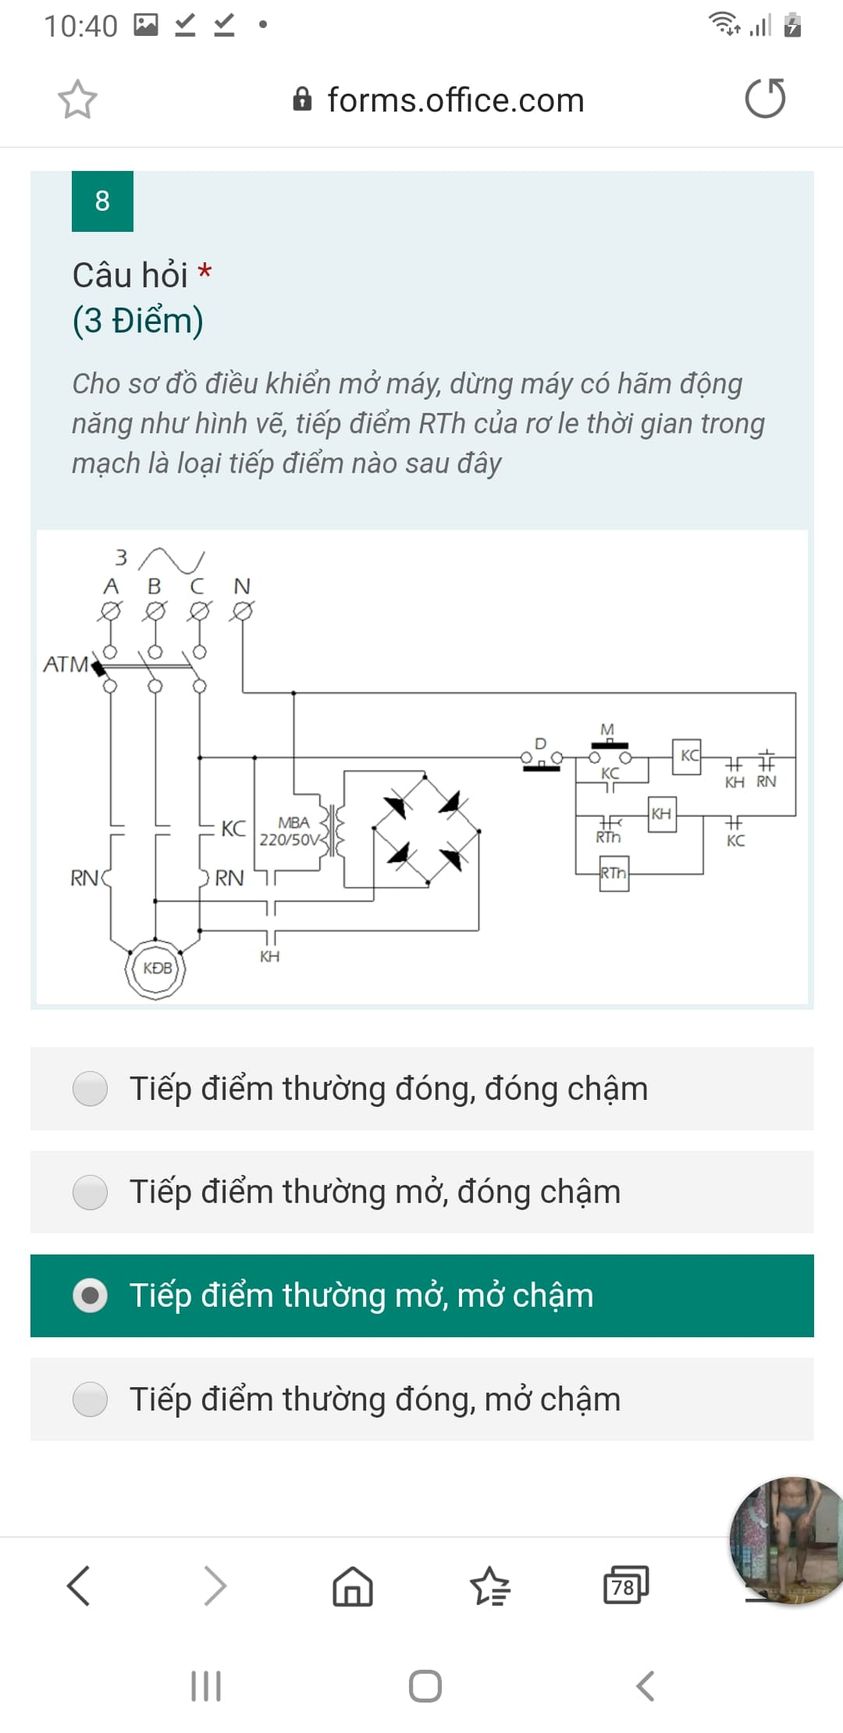 10:40
forms.office.com
8
Câu hỏi *
(3 Điểm)
Cho sơ đồ điều khiển mở máy, dừng máy có hãm động
năng như hình vẽ, tiếp điểm RTh của rơ le thời gian trong
mạch là loại tiếp điểm nào sau đây
3
A B C N
ATM
D
M
KC
KC
KH RN
KH
RTh
KC
RTh
KC
MBA
220/50V
RN
RN
KH
KĐB
Tiếp điểm thường đóng, đóng chậm
Tiếp điểm thường mở, đóng chậm
Tiếp điểm thường mở, mở chậm
Tiếp điểm thường đóng, mở chậm
78